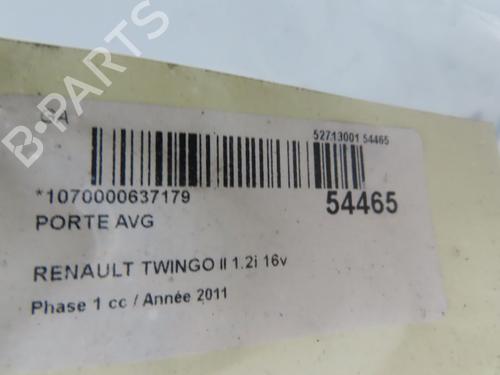 52713001 54465
*1070000637179
54465
PORTE AVG
RENAULT TWINGO II 1.2i 16v
Phase 1 cc / Année 2011
B-PARTS